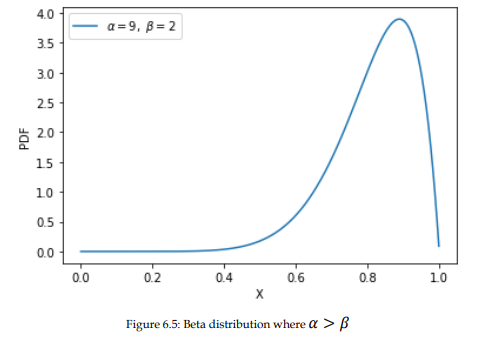 4.0
α = 9, β = 2
3.5
3.0
2.5
PDF
2.0
1.5
1.0
0.5
0.0
0.0 0.2 0.4 0.6 0.8 1.0
X
Figure 6.5: Beta distribution where α > β